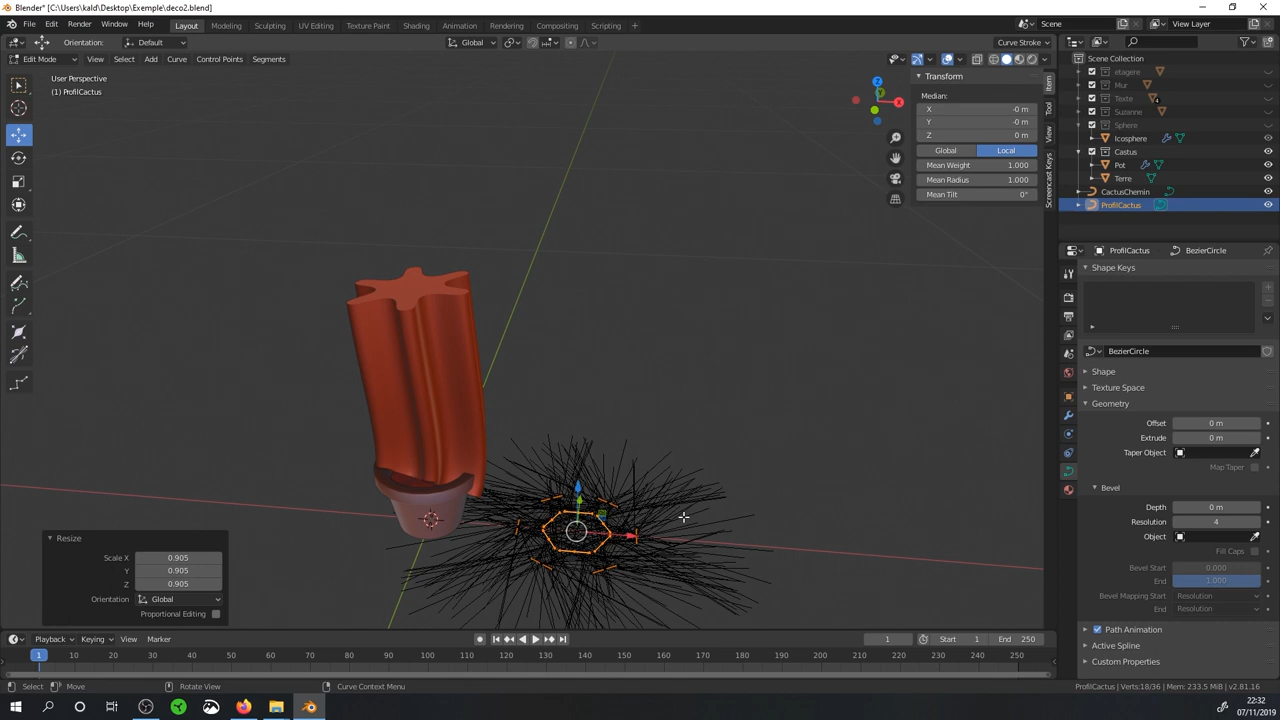 Blender* [C:\Users\kald\Desktop\Exemple\deco2.blend]
File Edit Render Window Help Layout Modeling Sculpting UV Editing Texture Paint Shading Animation Rendering Compositing Scripting Scene View Layer
Orientation: Default Global Curve Stroke
Edit Mode View Select Add Curve Control Points Segments
User Perspective
(1) ProfilCactus
Z
X
Transform
Median:
X -0 m
Y -0 m
Z 0 m
Global Local
Mean Weight 1.000
Mean Radius 1.000
Mean Tilt 0°
Item
Tool
View
Screencast Keys
Scene Collection
etagere
Mur
Texte 4
Suzanne
Sphere
Icosphere
Castus
Pot
Terre
CactusChemin
ProfilCactus
ProfilCactus BezierCircle
Shape Keys
BezierCircle
Shape
Texture Space
Geometry
Offset 0 m
Extrude 0 m
Taper Object
Map Taper
Bevel
Depth 0 m
Resolution 4
Object
Fill Caps
Bevel Start 0.000
End 1.000
Bevel Mapping Start Resolution
End Resolution
Path Animation
Active Spline
Custom Properties
Resize
Scale X 0.905
Y 0.905
Z 0.905
Orientation Global
Proportional Editing
Playback Keying View Marker 1 Start 1 End 250
1 10 20 30 40 50 60 70 80 90 100 110 120 130 140 150 160 170 180 190 200 210 220 230 240 250
Select Move Rotate View Curve Context Menu ProfilCactus | Verts:18/36 | Mem: 233.5 MiB | v2.81.16
22:32
07/11/2019